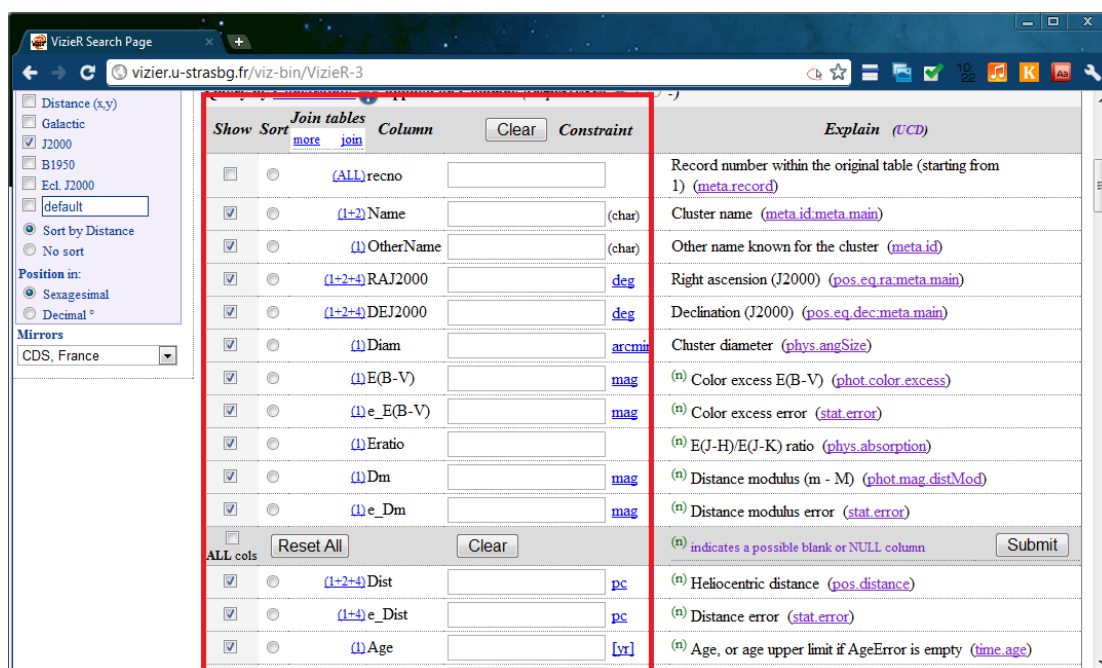 VizieR Search Page
vizier.u-strasbg.fr/viz-bin/VizieR-3
10:
22
K
Aa
Distance (x,y)
Galactic
J2000
B1950
Ecl. J2000
default
Sort by Distance
No sort
Position in:
Sexagesimal
Decimal °
Mirrors
CDS, France
Show Sort Join tables Column Clear Constraint Explain (UCD)
more join
(ALL) recno Record number within the original table (starting from
1) (meta.record)
(1+2) Name (char) Cluster name (meta.id;meta.main)
(1) OtherName (char) Other name known for the cluster (meta.id)
(1+2+4) RAJ2000 deg Right ascension (J2000) (pos.eq.ra;meta.main)
(1+2+4) DEJ2000 deg Declination (J2000) (pos.eq.dec;meta.main)
(1) Diam arcmin Cluster diameter (phys.angSize)
(1) E(B-V) mag (n) Color excess E(B-V) (phot.color.excess)
(1) e_E(B-V) mag (n) Color excess error (stat.error)
(1) Eratio (n) E(J-H)/E(J-K) ratio (phys.absorption)
(1) Dm mag (n) Distance modulus (m - M) (phot.mag.distMod)
(1) e_Dm mag (n) Distance modulus error (stat.error)
ALL cols Reset All Clear (n) indicates a possible blank or NULL column Submit
(1+2+4) Dist pc (n) Heliocentric distance (pos.distance)
(1+4) e_Dist pc (n) Distance error (stat.error)
(1) Age [yr] (n) Age, or age upper limit if AgeError is empty (time.age)